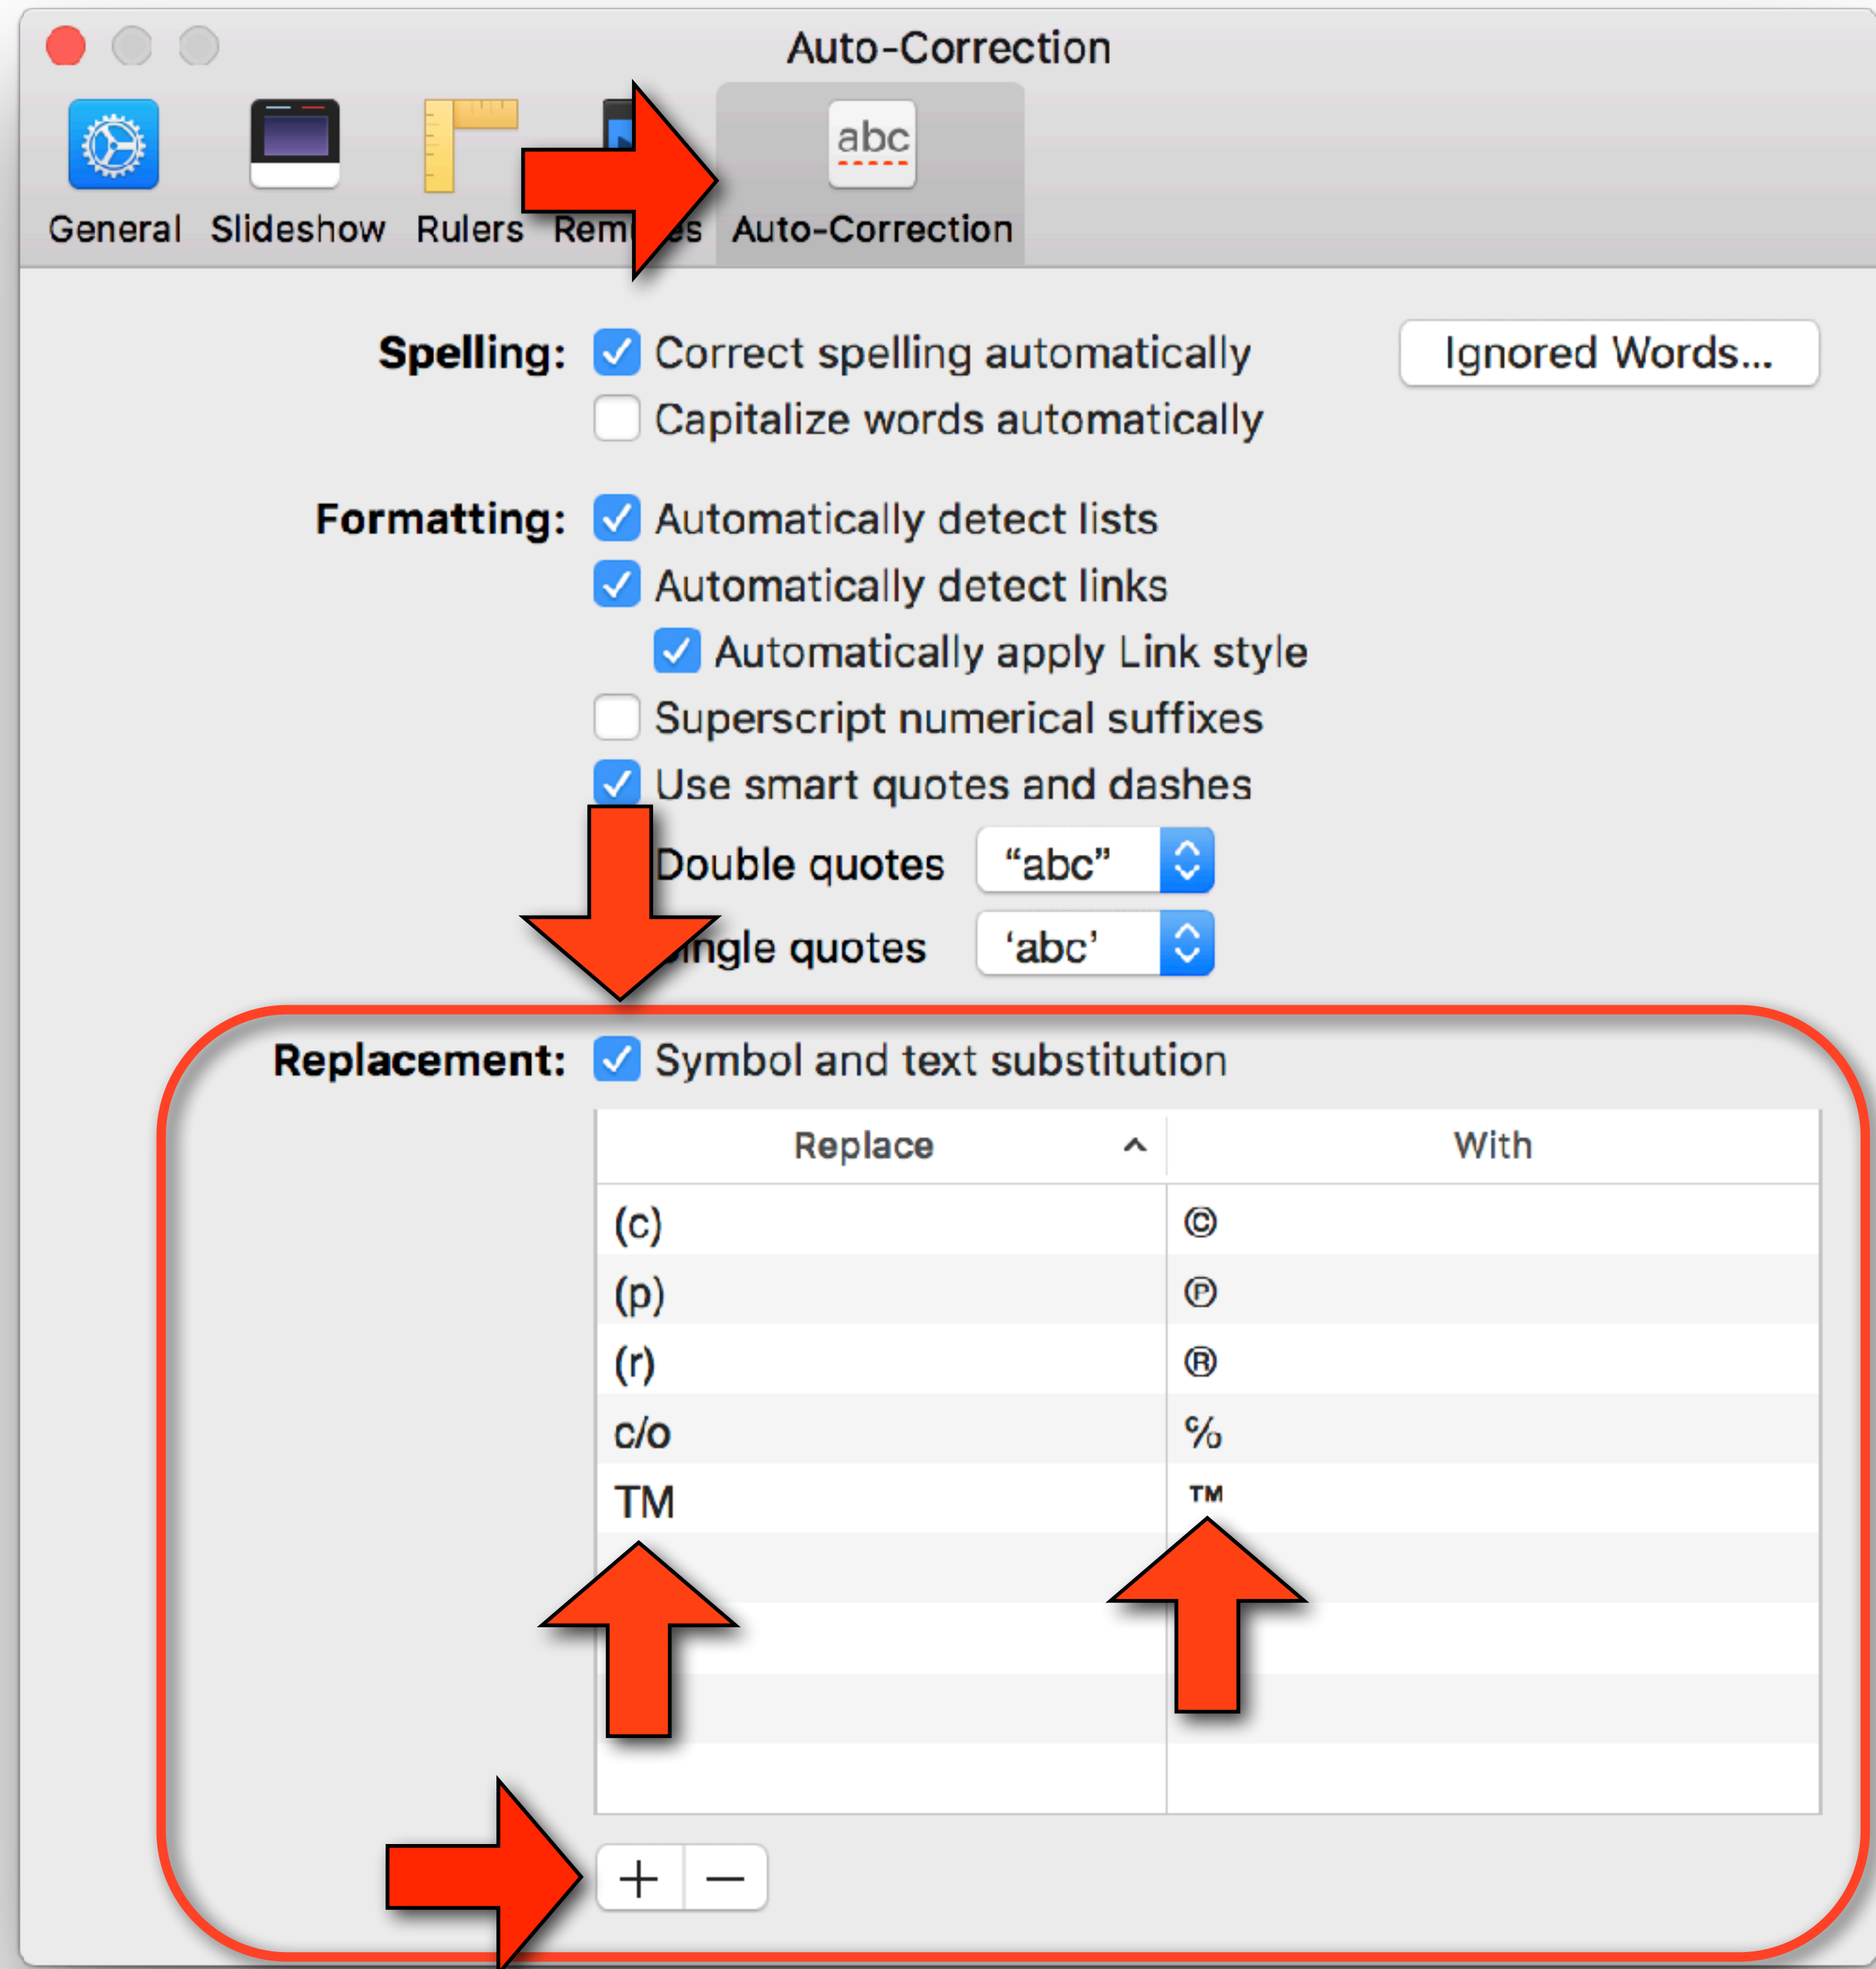 Auto-Correction
abc
General Slideshow Rulers Auto-Correction
Spelling: Correct spelling automatically Ignored Words...
Capitalize words automatically
Formatting: Automatically detect lists
Automatically detect links
Automatically apply Link style
Superscript numerical suffixes
Use smart quotes and dashes
Double quotes “abc”
quotes ‘abc’
Replacement: Symbol and text substitution
Replace With
(c) ©
(p) ℗
(r) ®
c/o ℅
TM ™